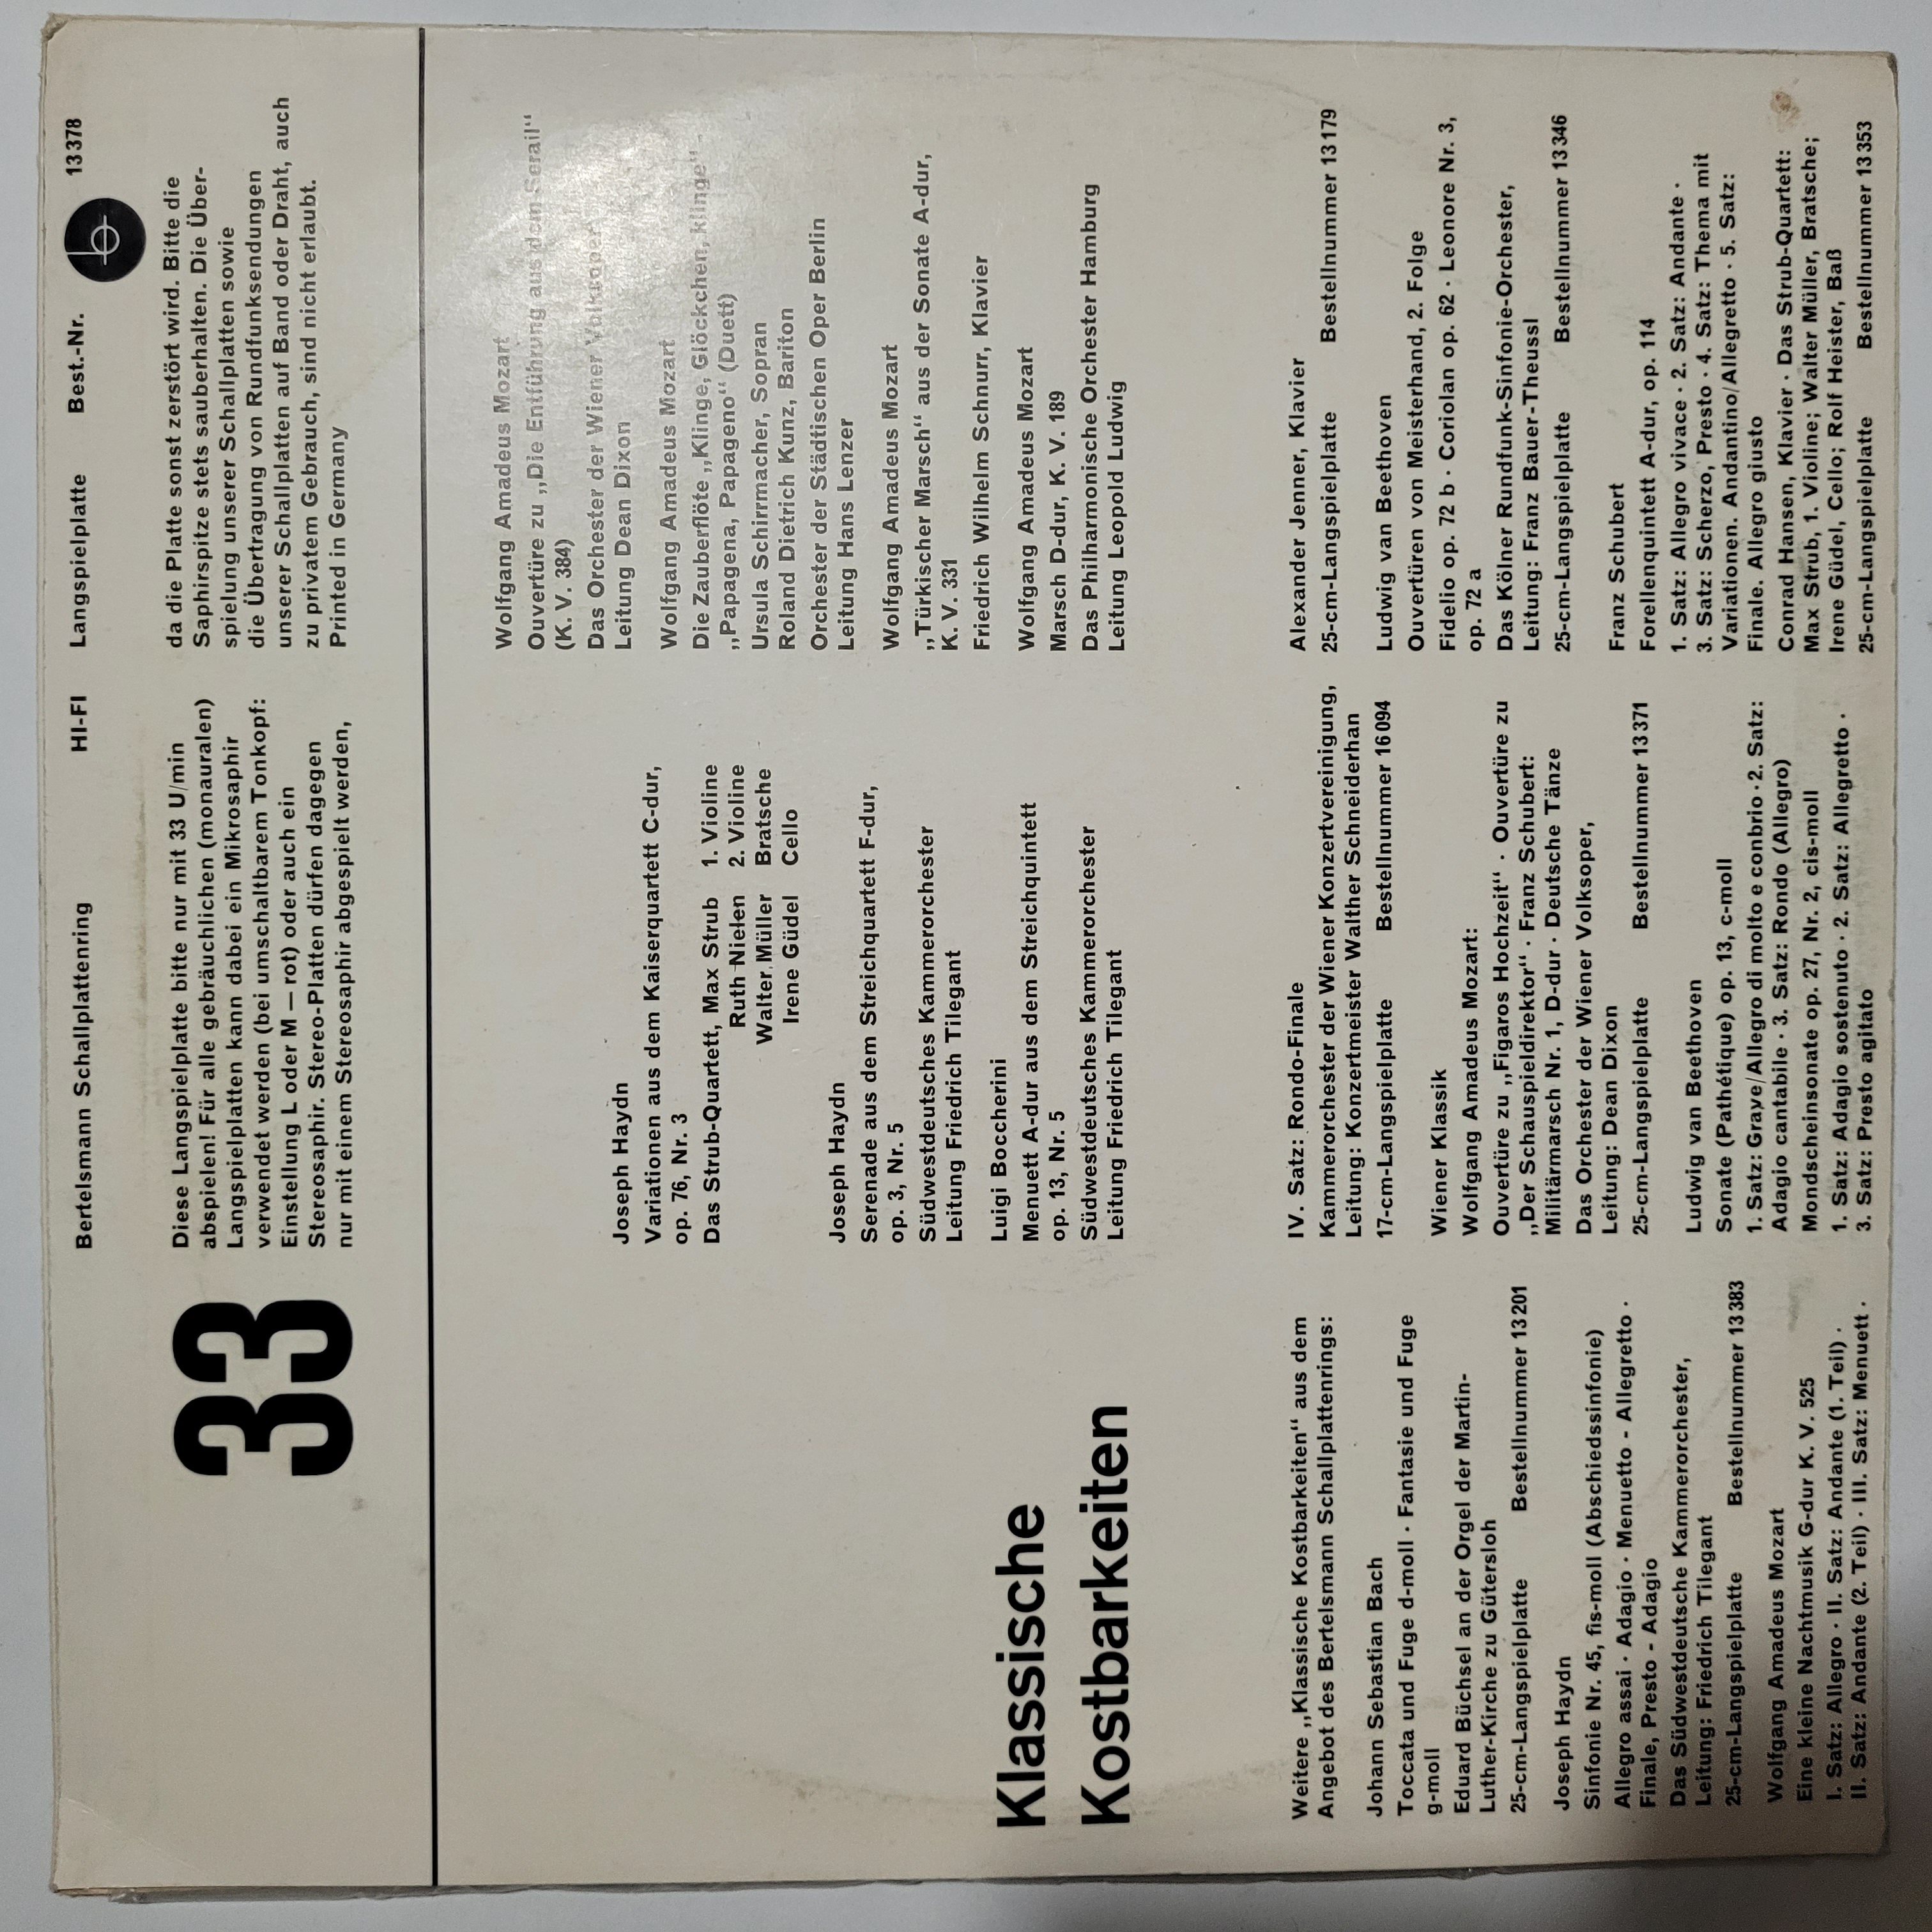 Bertelsmann Schallplattenring HI-FI Langspielplatte Best.-Nr. b 13378
33
Diese Langspielplatte bitte nur mit 33 U/min
abspielen! Für alle gebräuchlichen (monauralen)
Langspielplatten kann dabei ein Mikrosaphir
verwendet werden (bei umschaltbarem Tonkopf:
Einstellung L oder M — rot) oder auch ein
Stereosaphir. Stereo-Platten dürfen dagegen
nur mit einem Stereosaphir abgespielt werden,
da die Platte sonst zerstört wird. Bitte die
Saphirspitze stets sauberhalten. Die Über-
spielung unserer Schallplatten sowie
die Übertragung von Rundfunksendungen
unserer Schallplatten auf Band oder Draht, auch
zu privatem Gebrauch, sind nicht erlaubt.
Printed in Germany
Klassische
Kostbarkeiten
Joseph Haydn
Variationen aus dem Kaiserquartett C-dur,
op. 76, Nr. 3
Das Strub-Quartett, Max Strub 1. Violine
Ruth Nielen 2. Violine
Walter Müller Bratsche
Irene Güdel Cello
Joseph Haydn
Serenade aus dem Streichquartett F-dur,
op. 3, Nr. 5
Südwestdeutsches Kammerorchester
Leitung Friedrich Tilegant
Luigi Boccherini
Menuett A-dur aus dem Streichquintett
op. 13, Nr. 5
Südwestdeutsches Kammerorchester
Leitung Friedrich Tilegant
Wolfgang Amadeus Mozart
Ouvertüre zu „Die Entführung aus dem Serail“
(K. V. 384)
Das Orchester der Wiener Volksoper
Leitung Dean Dixon
Wolfgang Amadeus Mozart
Die Zauberflöte „Klinge, Glöckchen, klinge“
„Papagena, Papageno“ (Duett)
Ursula Schirrmacher, Sopran
Roland Dietrich Kunz, Bariton
Orchester der Städtischen Oper Berlin
Leitung Hans Lenzer
Wolfgang Amadeus Mozart
„Türkischer Marsch“ aus der Sonate A-dur,
K. V. 331
Friedrich Wilhelm Schnurr, Klavier
Wolfgang Amadeus Mozart
Marsch D-dur, K. V. 189
Das Philharmonische Orchester Hamburg
Leitung Leopold Ludwig
Weitere „Klassische Kostbarkeiten“ aus dem
Angebot des Bertelsmann Schallplattenrings:
Johann Sebastian Bach
Toccata und Fuge d-moll · Fantasie und Fuge
g-moll
Eduard Büchsel an der Orgel der Martin-
Luther-Kirche zu Gütersloh
25-cm-Langspielplatte Bestellnummer 13201
Joseph Haydn
Sinfonie Nr. 45, fis-moll (Abschiedssinfonie)
Allegro assai · Adagio · Menuetto - Allegretto ·
Finale, Presto - Adagio
Das Südwestdeutsche Kammerorchester,
Leitung: Friedrich Tilegant
25-cm-Langspielplatte Bestellnummer 13383
Wolfgang Amadeus Mozart
Eine kleine Nachtmusik G-dur K. V. 525
I. Satz: Allegro · II. Satz: Andante (1. Teil) ·
II. Satz: Andante (2. Teil) · III. Satz: Menuett ·
IV. Satz: Rondo-Finale
Kammerorchester der Wiener Konzertvereinigung,
Leitung: Konzertmeister Walther Schneiderhan
17-cm-Langspielplatte Bestellnummer 16094
Wiener Klassik
Wolfgang Amadeus Mozart:
Ouvertüre zu „Figaros Hochzeit“ · Ouvertüre zu
„Der Schauspieldirektor“ · Franz Schubert:
Militärmarsch Nr. 1, D-dur · Deutsche Tänze
Das Orchester der Wiener Volksoper,
Leitung: Dean Dixon
25-cm-Langspielplatte Bestellnummer 13371
Ludwig van Beethoven
Sonate (Pathétique) op. 13, c-moll
1. Satz: Grave/Allegro di molto e conbrio · 2. Satz:
Adagio cantabile · 3. Satz: Rondo (Allegro)
Mondscheinsonate op. 27, Nr. 2, cis-moll
1. Satz: Adagio sostenuto · 2. Satz: Allegretto ·
3. Satz: Presto agitato
Alexander Jenner, Klavier
25-cm-Langspielplatte Bestellnummer 13179
Ludwig van Beethoven
Ouvertüren von Meisterhand, 2. Folge
Fidelio op. 72 b · Coriolan op. 62 · Leonore Nr. 3,
op. 72 a
Das Kölner Rundfunk-Sinfonie-Orchester,
Leitung: Franz Bauer-Theussl
25-cm-Langspielplatte Bestellnummer 13346
Franz Schubert
Forellenquintett A-dur, op. 114
1. Satz: Allegro vivace · 2. Satz: Andante ·
3. Satz: Scherzo, Presto · 4. Satz: Thema mit
Variationen. Andantino/Allegretto · 5. Satz:
Finale. Allegro giusto
Conrad Hansen, Klavier · Das Strub-Quartett:
Max Strub, 1. Violine; Walter Müller, Bratsche;
Irene Güdel, Cello; Rolf Heister, Baß
25-cm-Langspielplatte Bestellnummer 13353